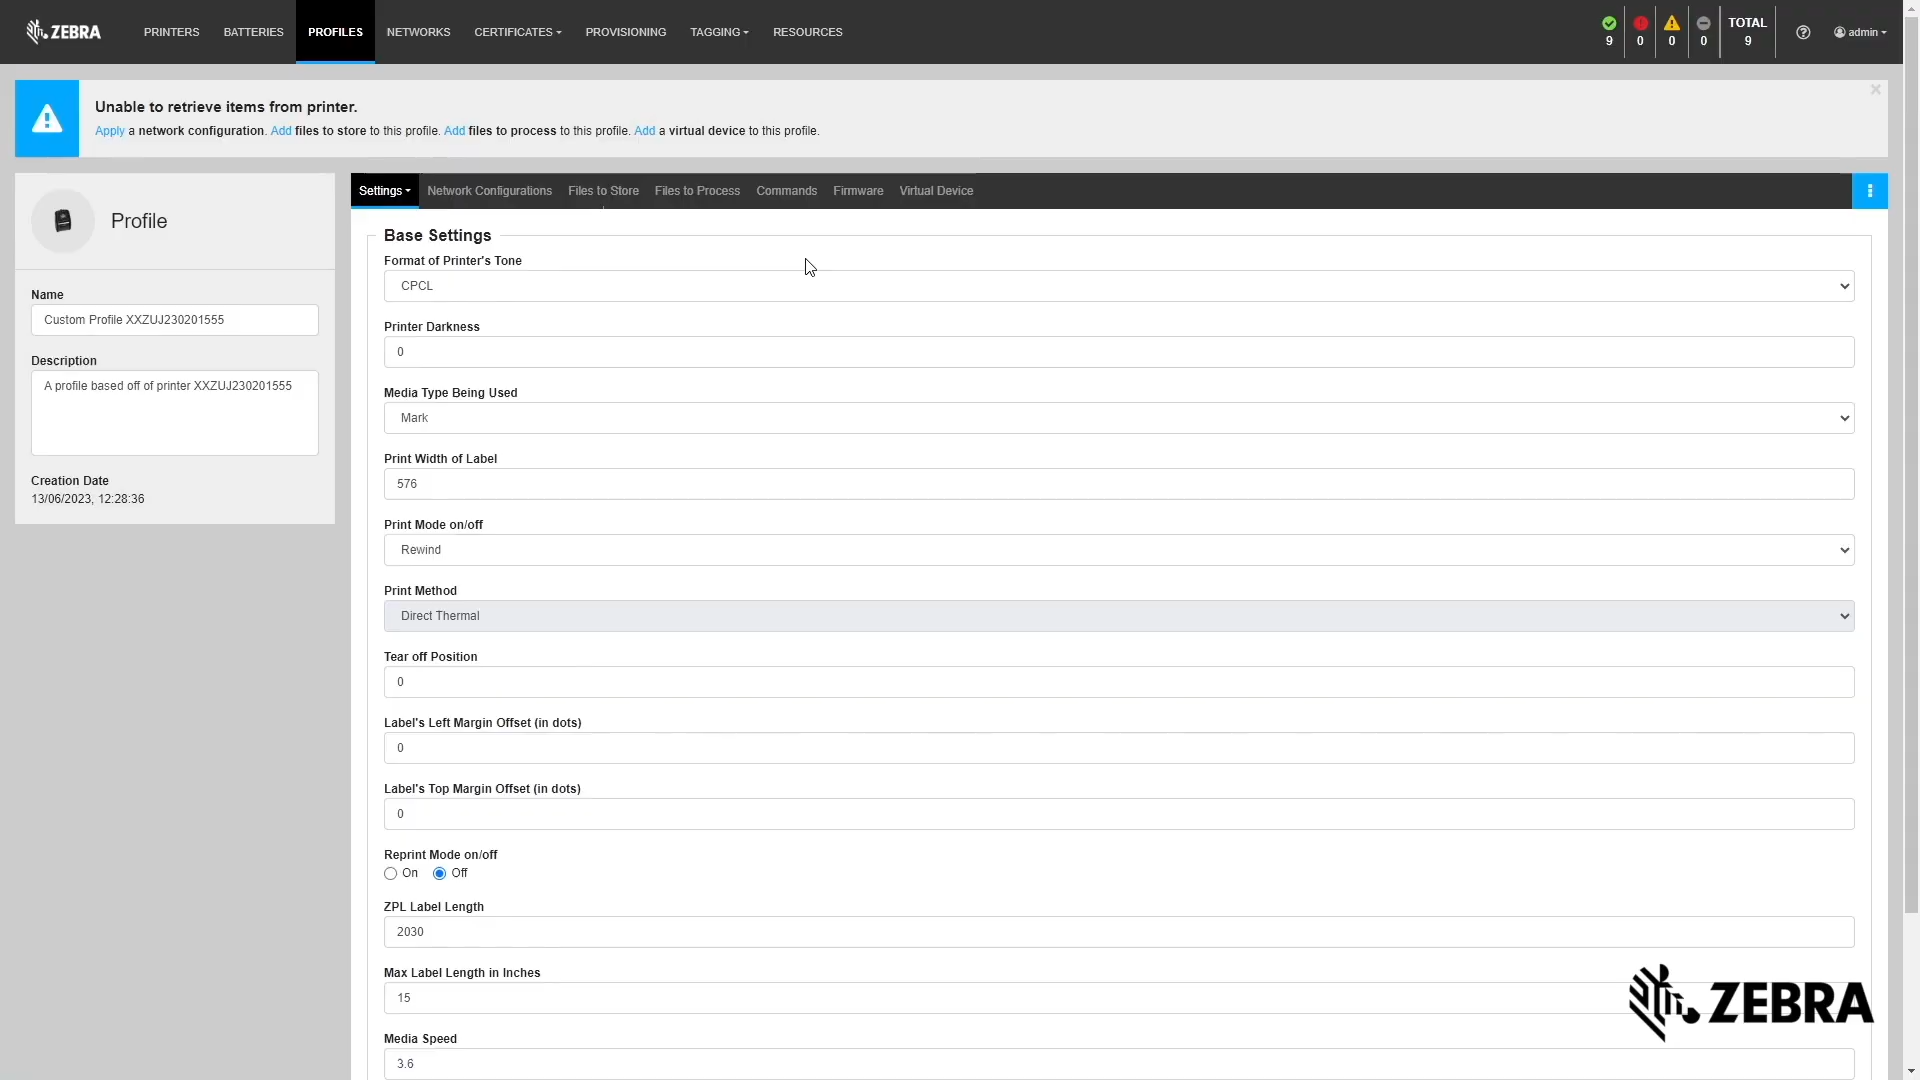 ZEBRA
PRINTERS
BATTERIES
PROFILES
NETWORKS
CERTIFICATES
PROVISIONING
TAGGING
RESOURCES
9
0
0
0
TOTAL
9
admin
Unable to retrieve items from printer.
Apply a network configuration. Add files to store to this profile. Add files to process to this profile. Add a virtual device to this profile.
Profile
Name
Custom Profile XXZUJ230201555
Description
A profile based off of printer XXZUJ230201555
Creation Date
13/06/2023, 12:28:36
Settings
Network Configurations
Files to Store
Files to Process
Commands
Firmware
Virtual Device
Base Settings
Format of Printer's Tone
CPCL
Printer Darkness
0
Media Type Being Used
Mark
Print Width of Label
576
Print Mode on/off
Rewind
Print Method
Direct Thermal
Tear off Position
0
Label's Left Margin Offset (in dots)
0
Label's Top Margin Offset (in dots)
0
Reprint Mode on/off
On
Off
ZPL Label Length
2030
Max Label Length in Inches
15
Media Speed
3.6
ZEBRA